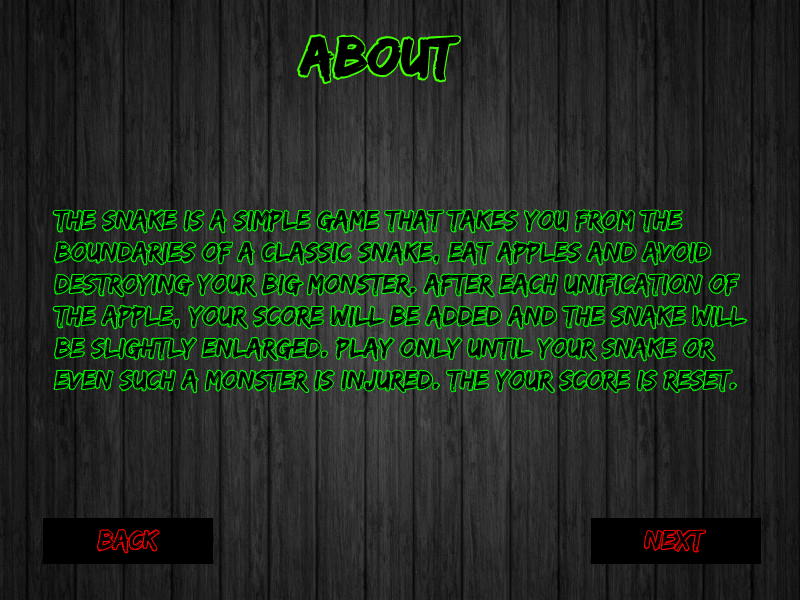 ABOUT
THE SNAKE IS A SIMPLE GAME THAT TAKES YOU FROM THE
BOUNDARIES OF A CLASSIC SNAKE, EAT APPLES AND AVOID
DESTROYING YOUR BIG MONSTER. AFTER EACH UNIFICATION OF
THE APPLE, YOUR SCORE WILL BE ADDED AND THE SNAKE WILL
BE SLIGHTLY ENLARGED. PLAY ONLY UNTIL YOUR SNAKE OR
EVEN SUCH A MONSTER IS INJURED. THE YOUR SCORE IS RESET.
BACK
NEXT